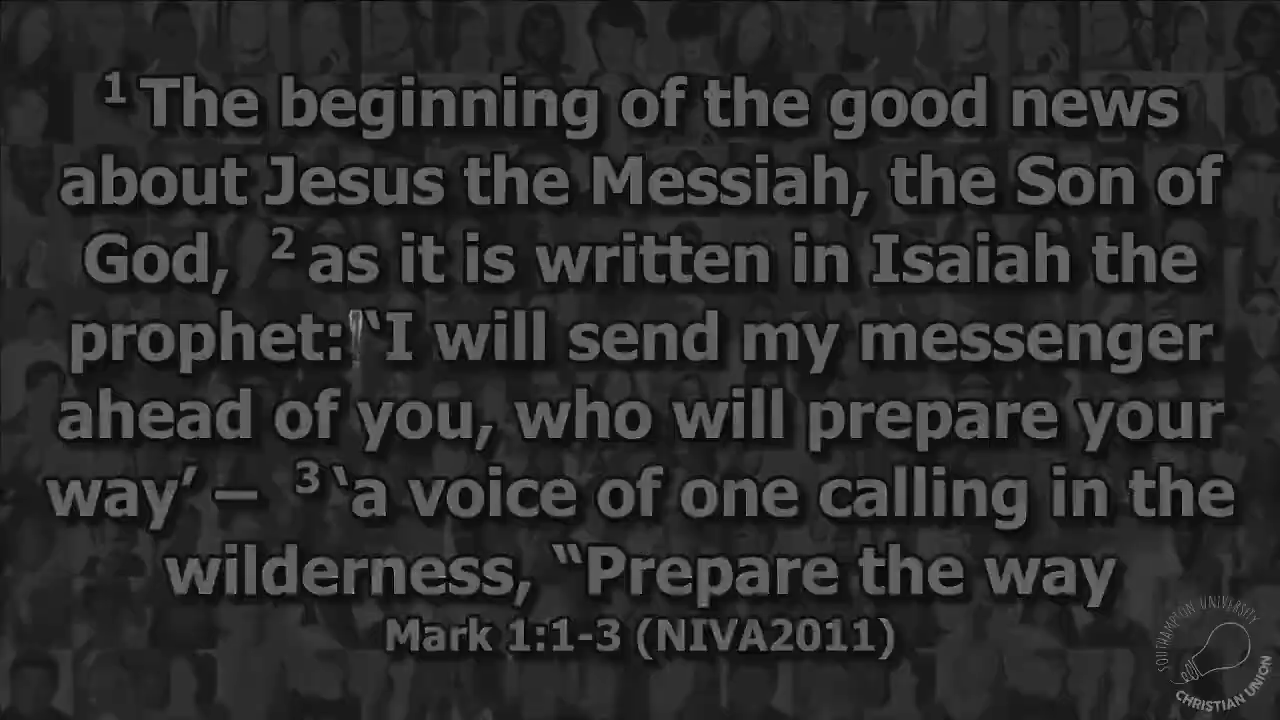 ¹ The beginning of the good news
about Jesus the Messiah, the Son of
God, ² as it is written in Isaiah the
prophet: ‘‘I will send my messenger
ahead of you, who will prepare your
way’ – ³ ‘a voice of one calling in the
wilderness, “Prepare the way
Mark 1:1-3 (NIVA2011)
SOUTHAMPTON UNIVERSITY
CHRISTIAN UNION